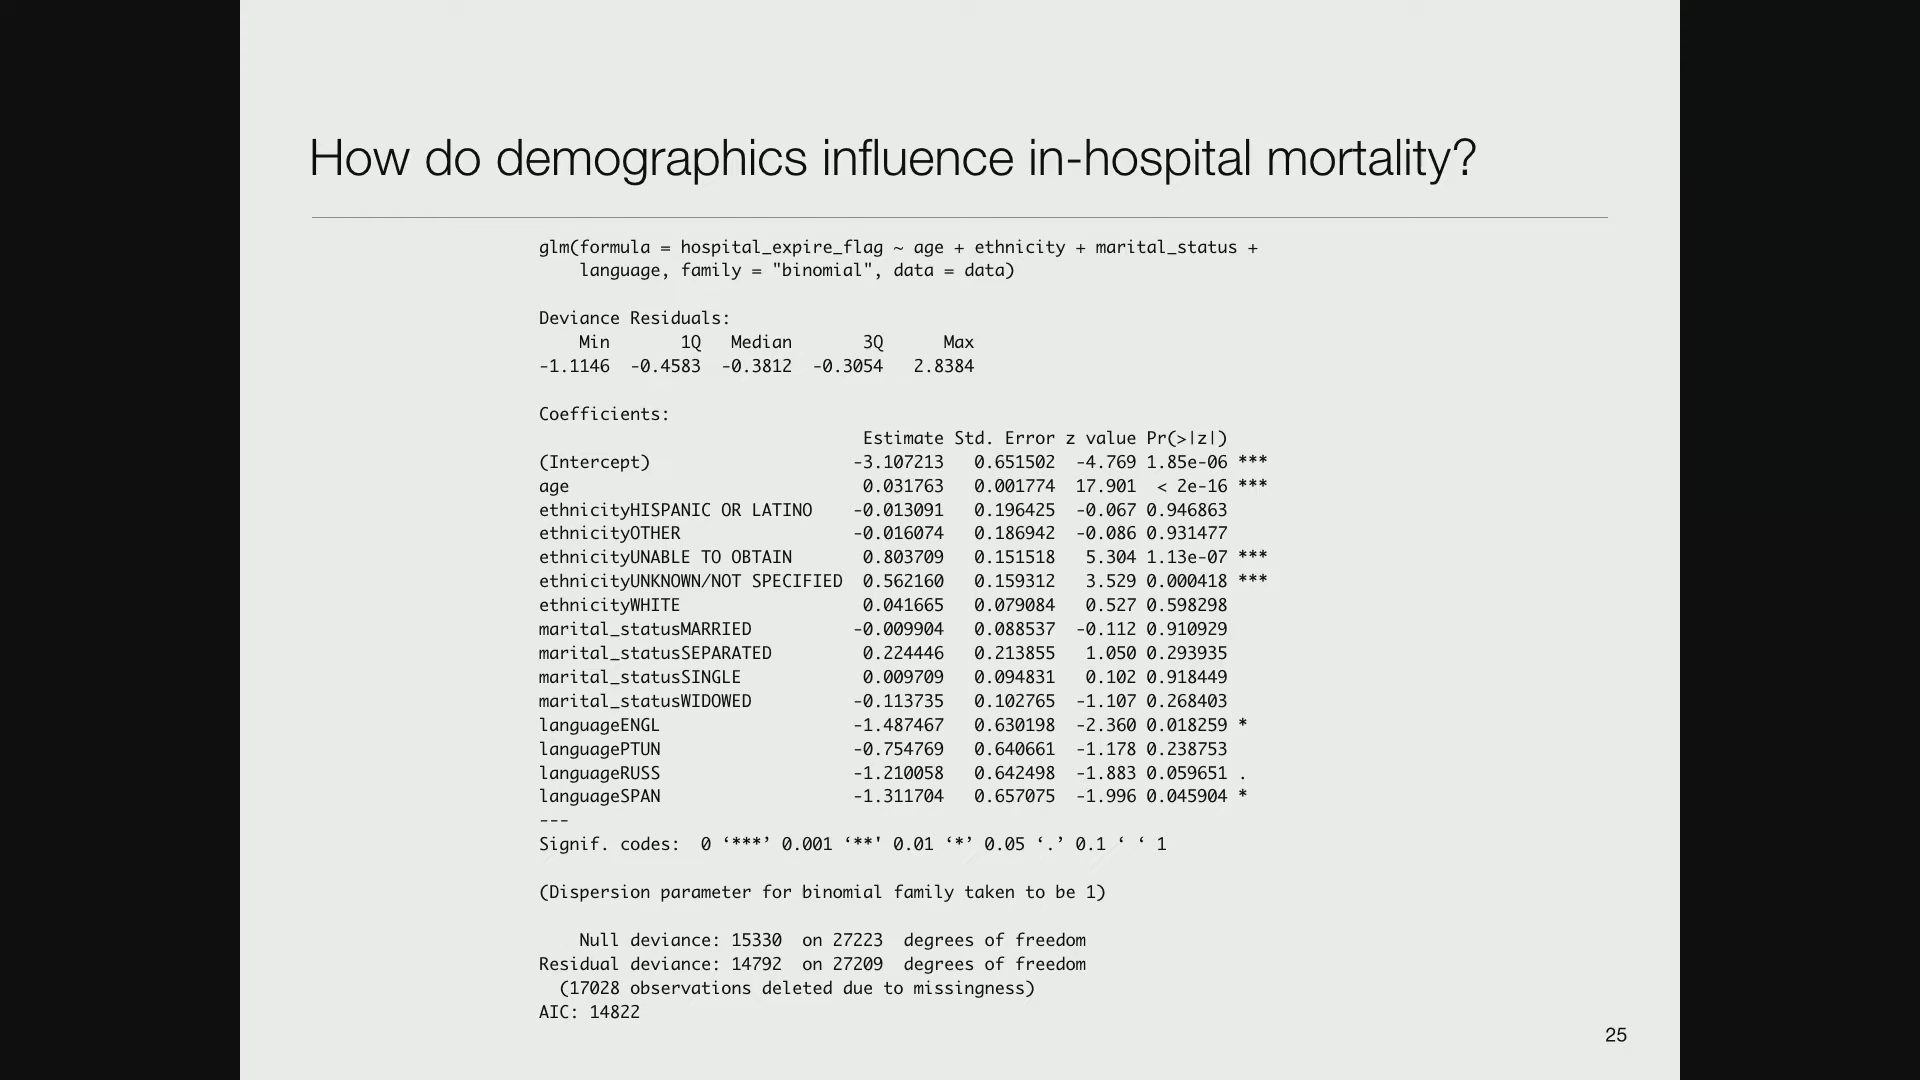 How do demographics influence in-hospital mortality?
glm(formula = hospital_expire_flag ~ age + ethnicity + marital_status +
    language, family = "binomial", data = data)
Deviance Residuals:
    Min       1Q   Median       3Q      Max
-1.1146  -0.4583  -0.3812  -0.3054   2.8384
Coefficients:
                                Estimate Std. Error z value Pr(>|z|)
(Intercept)                    -3.107213   0.651502  -4.769 1.85e-06 ***
age                             0.031763   0.001774  17.901  < 2e-16 ***
ethnicityHISPANIC OR LATINO    -0.013091   0.196425  -0.067 0.946863
ethnicityOTHER                 -0.016074   0.186942  -0.086 0.931477
ethnicityUNABLE TO OBTAIN       0.803709   0.151518   5.304 1.13e-07 ***
ethnicityUNKNOWN/NOT SPECIFIED  0.562160   0.159312   3.529 0.000418 ***
ethnicityWHITE                  0.041665   0.079084   0.527 0.598298
marital_statusMARRIED          -0.009904   0.088537  -0.112 0.910929
marital_statusSEPARATED         0.224446   0.213855   1.050 0.293935
marital_statusSINGLE            0.009709   0.094831   0.102 0.918449
marital_statusWIDOWED          -0.113735   0.102765  -1.107 0.268403
languageENGL                   -1.487467   0.630198  -2.360 0.018259 *
languagePTUN                   -0.754769   0.640661  -1.178 0.238753
languageRUSS                   -1.210058   0.642498  -1.883 0.059651 .
languageSPAN                   -1.311704   0.657075  -1.996 0.045904 *
---
Signif. codes:  0 ‘***’ 0.001 ‘**' 0.01 ‘*’ 0.05 ‘.’ 0.1 ‘ ‘ 1
(Dispersion parameter for binomial family taken to be 1)
    Null deviance: 15330  on 27223  degrees of freedom
Residual deviance: 14792  on 27209  degrees of freedom
  (17028 observations deleted due to missingness)
AIC: 14822
25